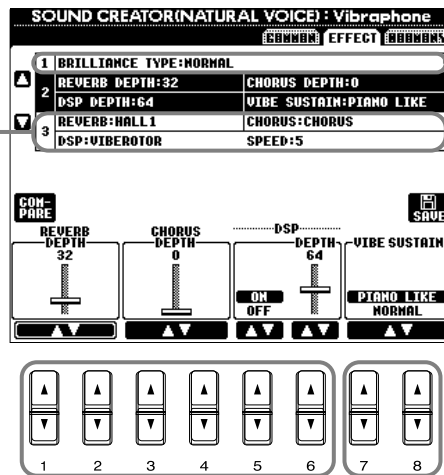 SOUND CREATOR(NATURAL VOICE) : Vibraphone
COMMON EFFECT HARMONY
1 BRILLIANCE TYPE:NORMAL
2 REVERB DEPTH:32 CHORUS DEPTH:0
DSP DEPTH:64 VIBE SUSTAIN:PIANO LIKE
3 REVERB:HALL1 CHORUS:CHORUS
DSP:VIBEROTOR SPEED:5
COM-
PARE
SAVE
REVERB DEPTH
32
CHORUS DEPTH
0
DSP
DEPTH
64
ON
OFF
VIBE SUSTAIN
PIANO LIKE
NORMAL
1 2 3 4 5 6 7 8